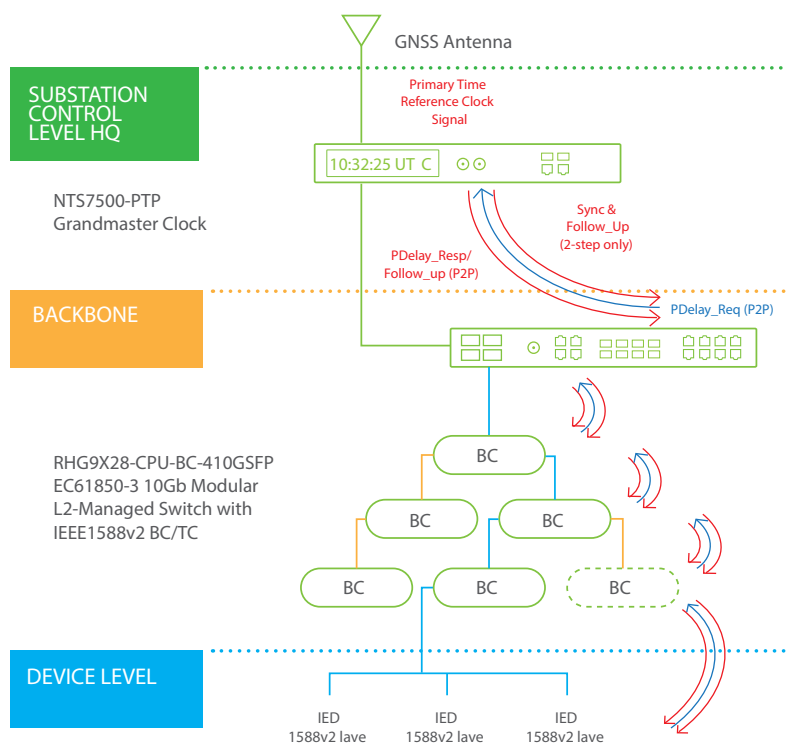 GNSS Antenna
SUBSTATION
CONTROL
LEVEL HQ
Primary Time
Reference Clock
Signal
10:32:25 UT C
NTS7500-PTP
Grandmaster Clock
Sync &
Follow_Up
(2-step only)
PDelay_Resp/
Follow_up (P2P)
BACKBONE
PDelay_Req (P2P)
RHG9X28-CPU-BC-410GSFP
EC61850-3 10Gb Modular
L2-Managed Switch with
IEEE1588v2 BC/TC
BC
BC
BC
BC
BC
BC
DEVICE LEVEL
IED
1588v2 lave
IED
1588v2 lave
IED
1588v2 lave